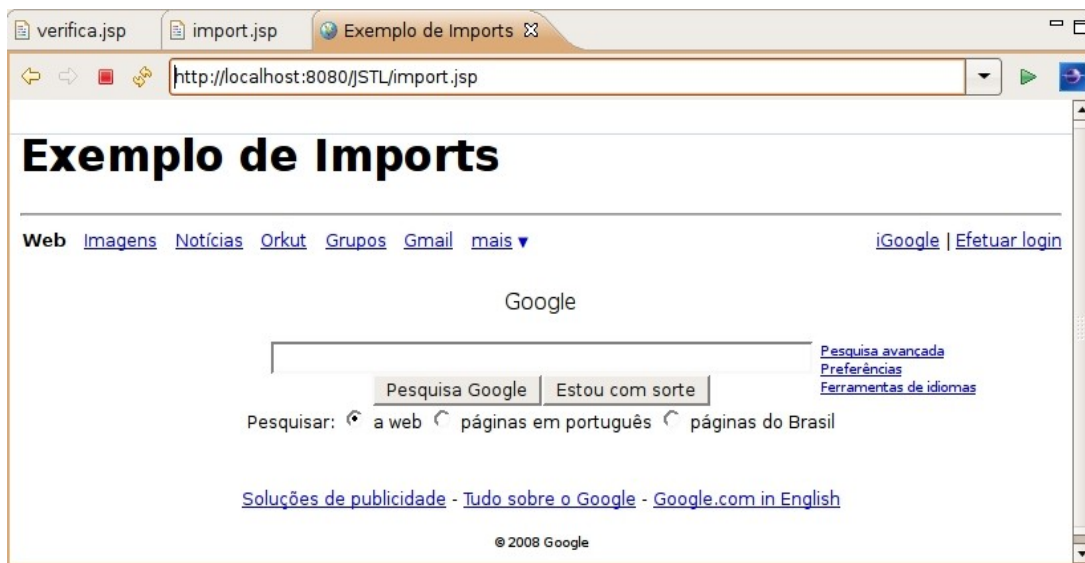 verifica.jsp import.jsp Exemplo de Imports
http://localhost:8080/JSTL/import.jsp
Exemplo de Imports
Web Imagens Notícias Orkut Grupos Gmail mais iGoogle | Efetuar login
Google
Pesquisa avançada
Preferências
Ferramentas de idiomas
Pesquisa Google Estou com sorte
Pesquisar: a web páginas em português páginas do Brasil
Soluções de publicidade - Tudo sobre o Google - Google.com in English
© 2008 Google